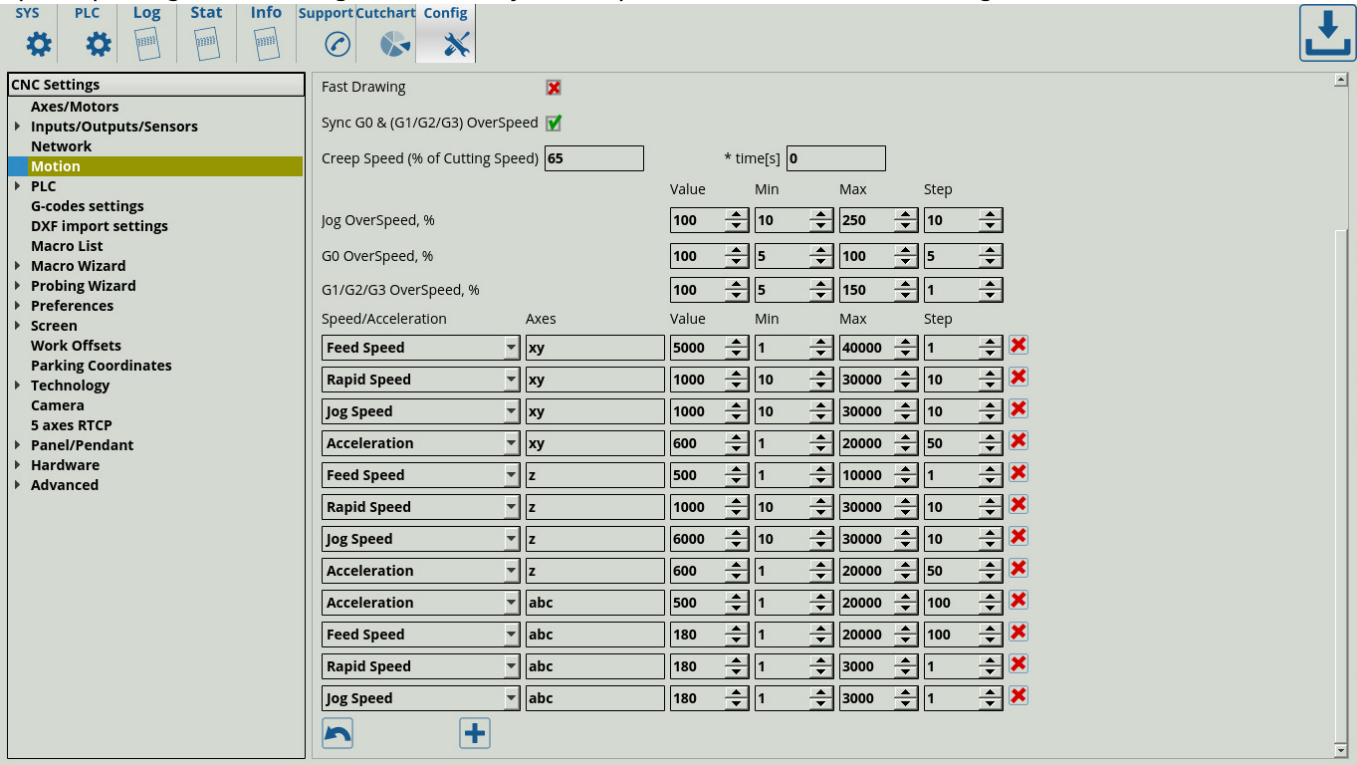 SYS PLC Log Stat Info Support Cutchart Config
CNC Settings
Axes/Motors
Inputs/Outputs/Sensors
Network
Motion
PLC
G-codes settings
DXF import settings
Macro List
Macro Wizard
Probing Wizard
Preferences
Screen
Work Offsets
Parking Coordinates
Technology
Camera
5 axes RTCP
Panel/Pendant
Hardware
Advanced
Fast Drawing
Sync G0 & (G1/G2/G3) OverSpeed
Creep Speed (% of Cutting Speed) 65 * time[s] 0
Value Min Max Step
Jog OverSpeed, % 100 10 250 10
G0 OverSpeed, % 100 5 100 5
G1/G2/G3 OverSpeed, % 100 5 150 1
Speed/Acceleration Axes Value Min Max Step
Feed Speed xy 5000 1 40000 1
Rapid Speed xy 1000 10 30000 10
Jog Speed xy 1000 10 30000 10
Acceleration xy 600 1 20000 50
Feed Speed z 500 1 10000 1
Rapid Speed z 1000 10 30000 10
Jog Speed z 6000 10 30000 10
Acceleration z 600 1 20000 50
Acceleration abc 500 1 20000 100
Feed Speed abc 180 1 20000 100
Rapid Speed abc 180 1 3000 1
Jog Speed abc 180 1 3000 1